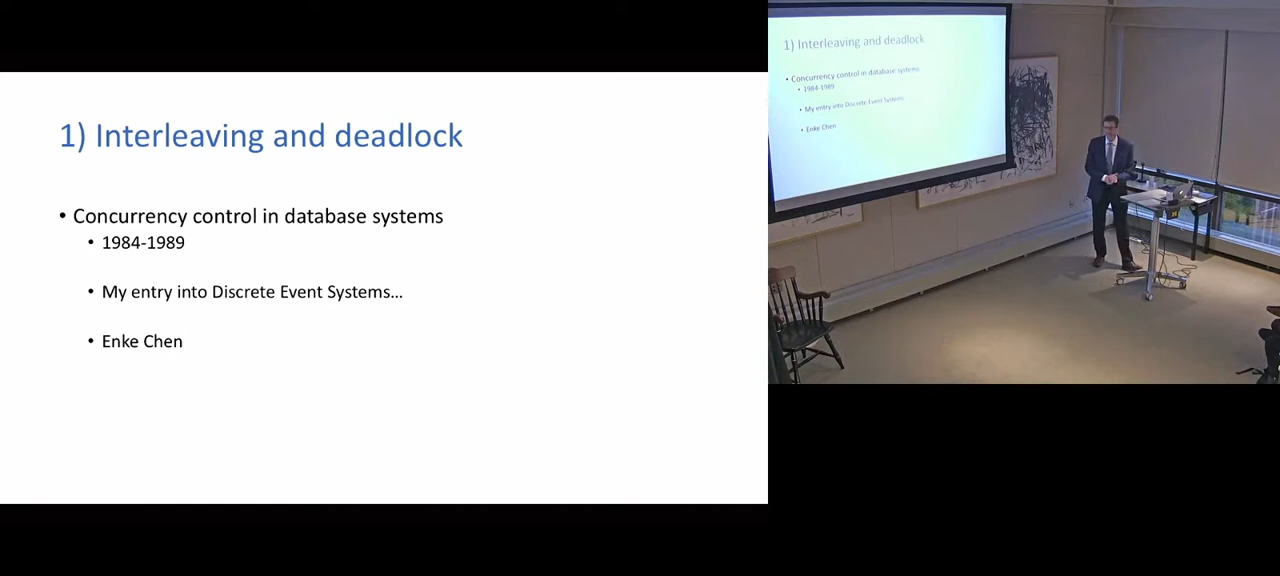 1) Interleaving and deadlock
• Concurrency control in database systems
• 1984-1989
• My entry into Discrete Event Systems...
• Enke Chen
1) Interleaving and deadlock
• Concurrency control in database systems
• 1984-1989
• My entry into Discrete Event Systems...
• Enke Chen